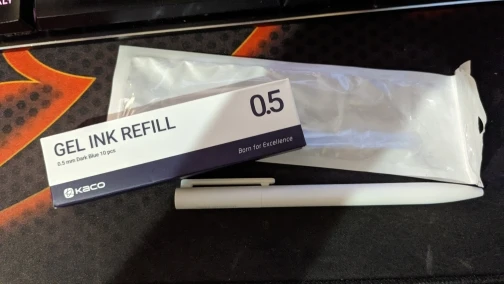 GEL INK REFILL
0.5 mm Dark Blue 10 pcs
0.5
Born for Excellence
KACO